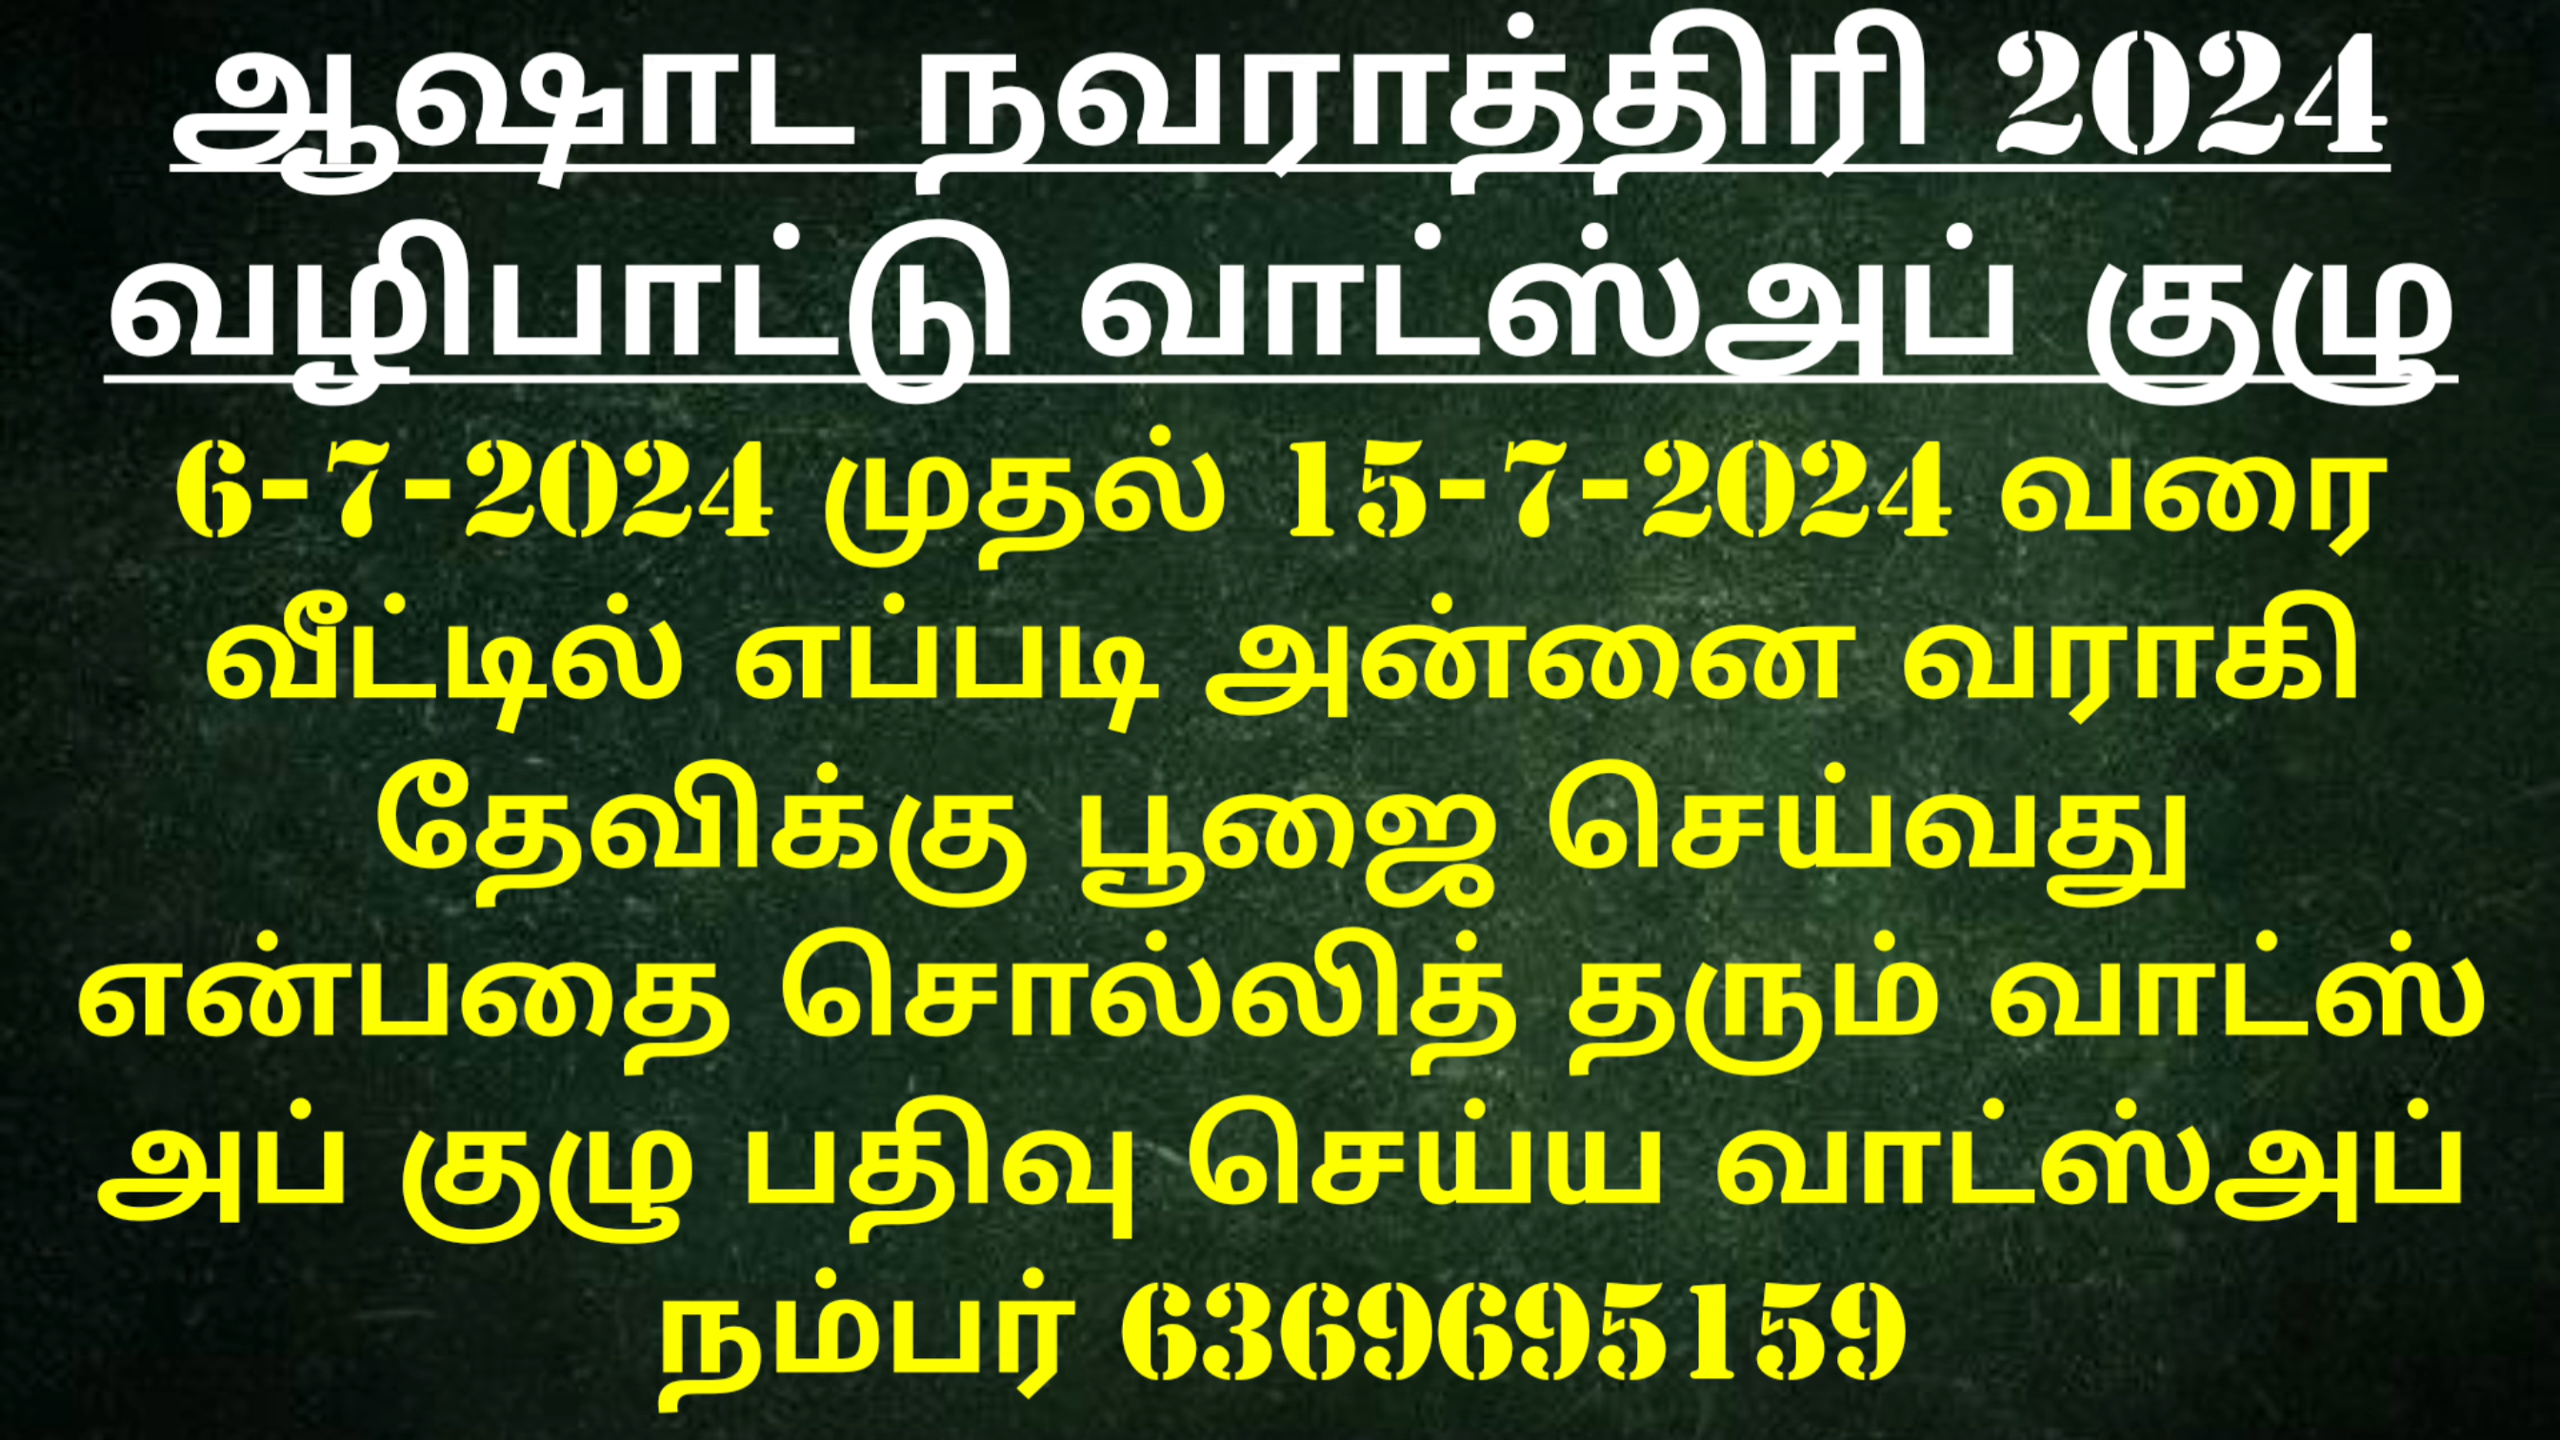 ஆஷாட நவராத்திரி 2024
வழிபாட்டு வாட்ஸ்அப் குழு
6-7-2024 முதல் 15-7-2024 வரை
வீட்டில் எப்படி அன்னை வராகி
தேவிக்கு பூஜை செய்வது
என்பதை சொல்லித் தரும் வாட்ஸ்
அப் குழு பதிவு செய்ய வாட்ஸ்அப்
நம்பர் 6369695159